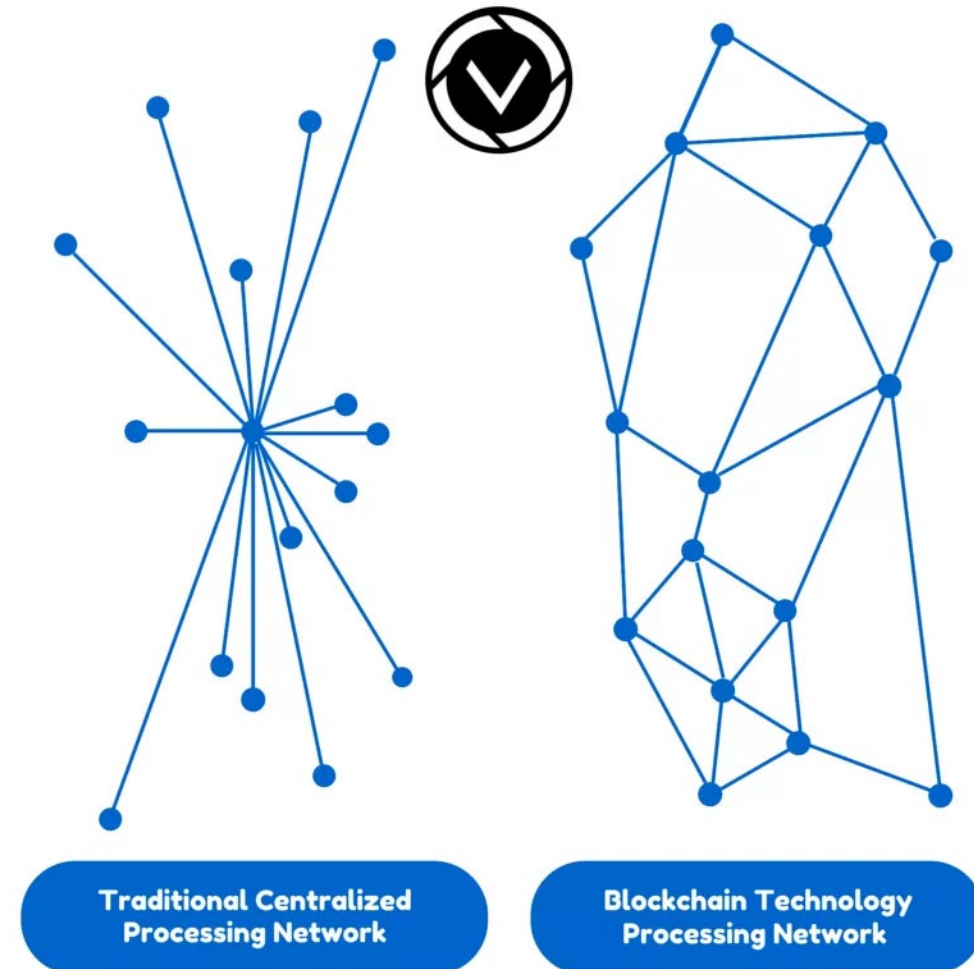 V
Traditional Centralized
Processing Network
Blockchain Technology
Processing Network